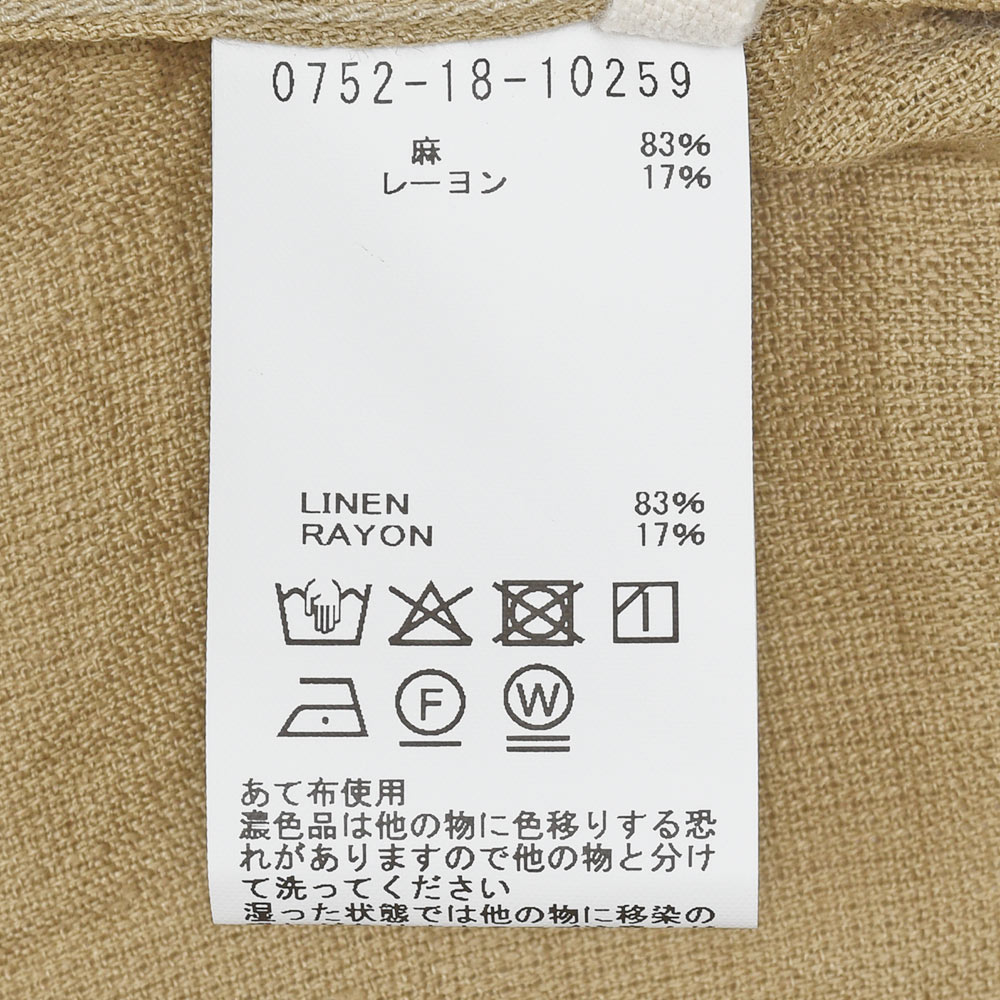 0752-18-10259
麻 83%
レーヨン 17%
LINEN 83%
RAYON 17%
F W
あて布使用
濃色品は他の物に色移りする恐
れがありますので他の物と分け
て洗ってください
湿った状態では他の物に移染の